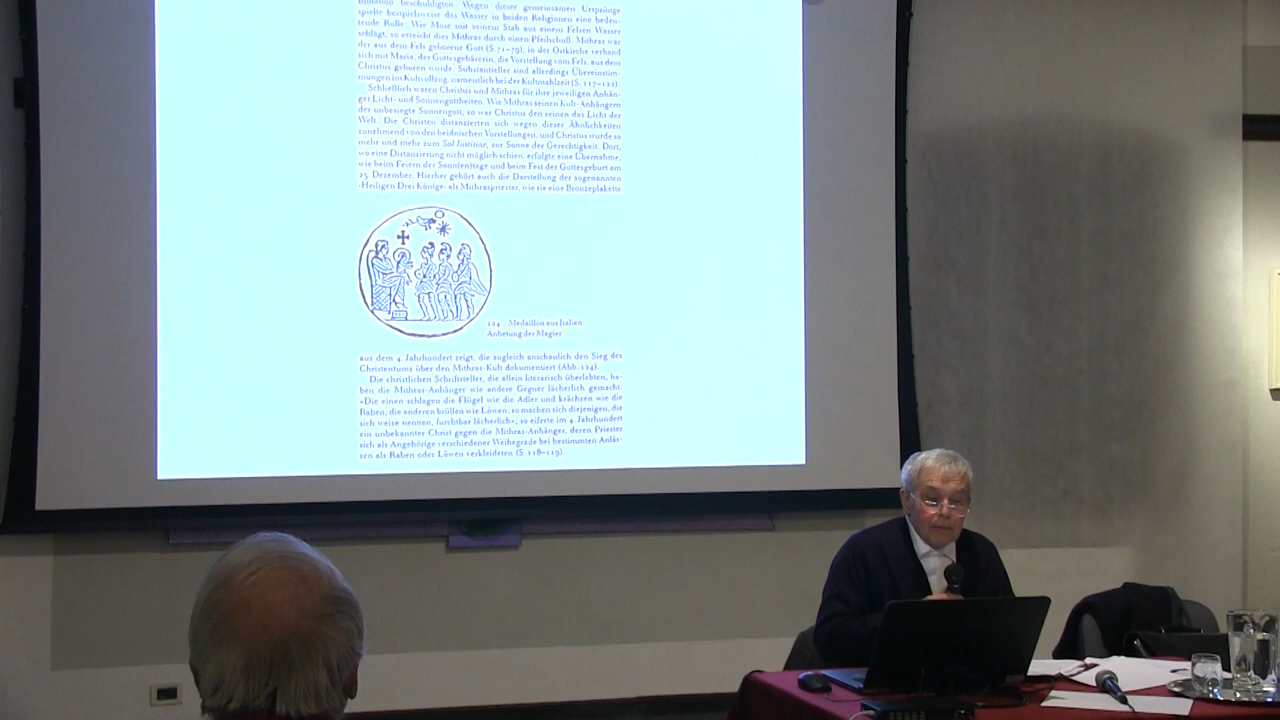 Imitation beschuldigten. Wegen dieser gemeinsamen Ursprünge
spielte beispielsweise das Wasser in beiden Religionen eine bedeu-
tende Rolle. Wie Mose mit seinem Stab aus einem Felsen Wasser
schlägt, so erreicht dies Mithras durch einen Pfeilschuß. Mithras war
der aus dem Fels geborene Gott (S. 71–79); in der Ostkirche verband
sich mit Maria, der Gottesgebärerin, die Vorstellung vom Fels, aus dem
Christus geboren wurde. Substantieller sind allerdings Übereinstim-
mungen im Kultvollzug, namentlich bei der Kultmahlzeit (S. 117–122).
Schließlich waren Christus und Mithras für ihre jeweiligen Anhän-
ger Licht- und Sonnengottheiten. Wie Mithras seinen Kult-Anhängern
der unbesiegte Sonnengott, so war Christus den seinen das Licht der
Welt. Die Christen distanzierten sich wegen dieser Ähnlichkeiten
zunehmend von den heidnischen Vorstellungen, und Christus wurde so
mehr und mehr zum Sol Iustitiae, zur Sonne der Gerechtigkeit. Dort,
wo eine Distanzierung nicht möglich schien, erfolgte eine Übernahme,
wie beim Feiern der Sonn(en)tage und beim Fest der Gottesgeburt am
25. Dezember. Hierher gehört auch die Darstellung der sogenannten
›Heiligen Drei Könige‹ als Mithraspriester, wie sie eine Bronzeplakette
124 Medaillon aus Italien
Anbetung der Magier
aus dem 4. Jahrhundert zeigt, die zugleich anschaulich den Sieg des
Christentums über den Mithras-Kult dokumentiert (Abb. 124).
Die christlichen Schriftsteller, die allein literarisch überlebten, ha-
ben die Mithras-Anhänger wie andere Gegner lächerlich gemacht:
»Die einen schlagen die Flügel wie die Adler und krächzen wie die
Raben, die anderen brüllen wie Löwen; so machen sich diejenigen, die
sich weise nennen, furchtbar lächerlich«; so eiferte im 4. Jahrhundert
ein unbekannter Christ gegen die Mithras-Anhänger, deren Priester
sich als Angehörige verschiedener Weihegrade bei bestimmten Anläs-
sen als Raben oder Löwen verkleideten (S. 118–119).